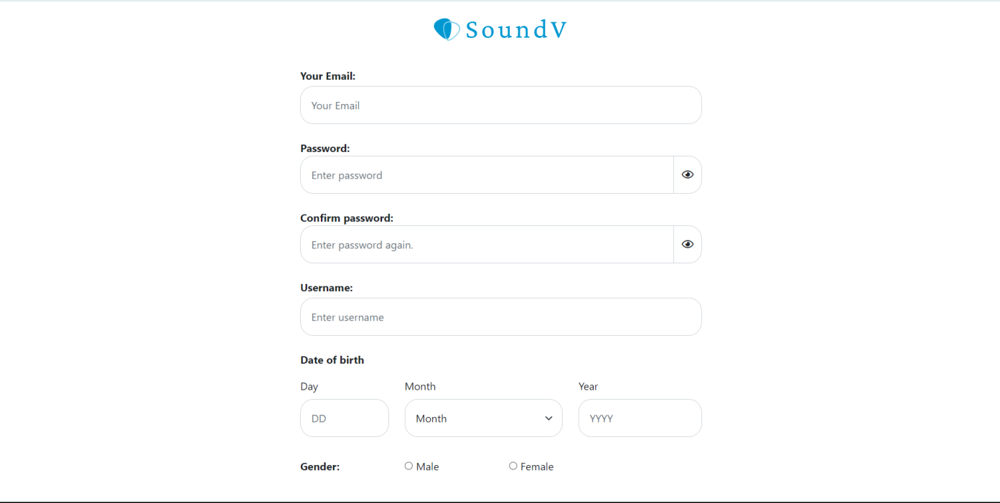 SoundV
Your Email:
Your Email
Password:
Enter password
Confirm password:
Enter password again.
Username:
Enter username
Date of birth
Day Month Year
DD Month YYYY
Gender: Male Female